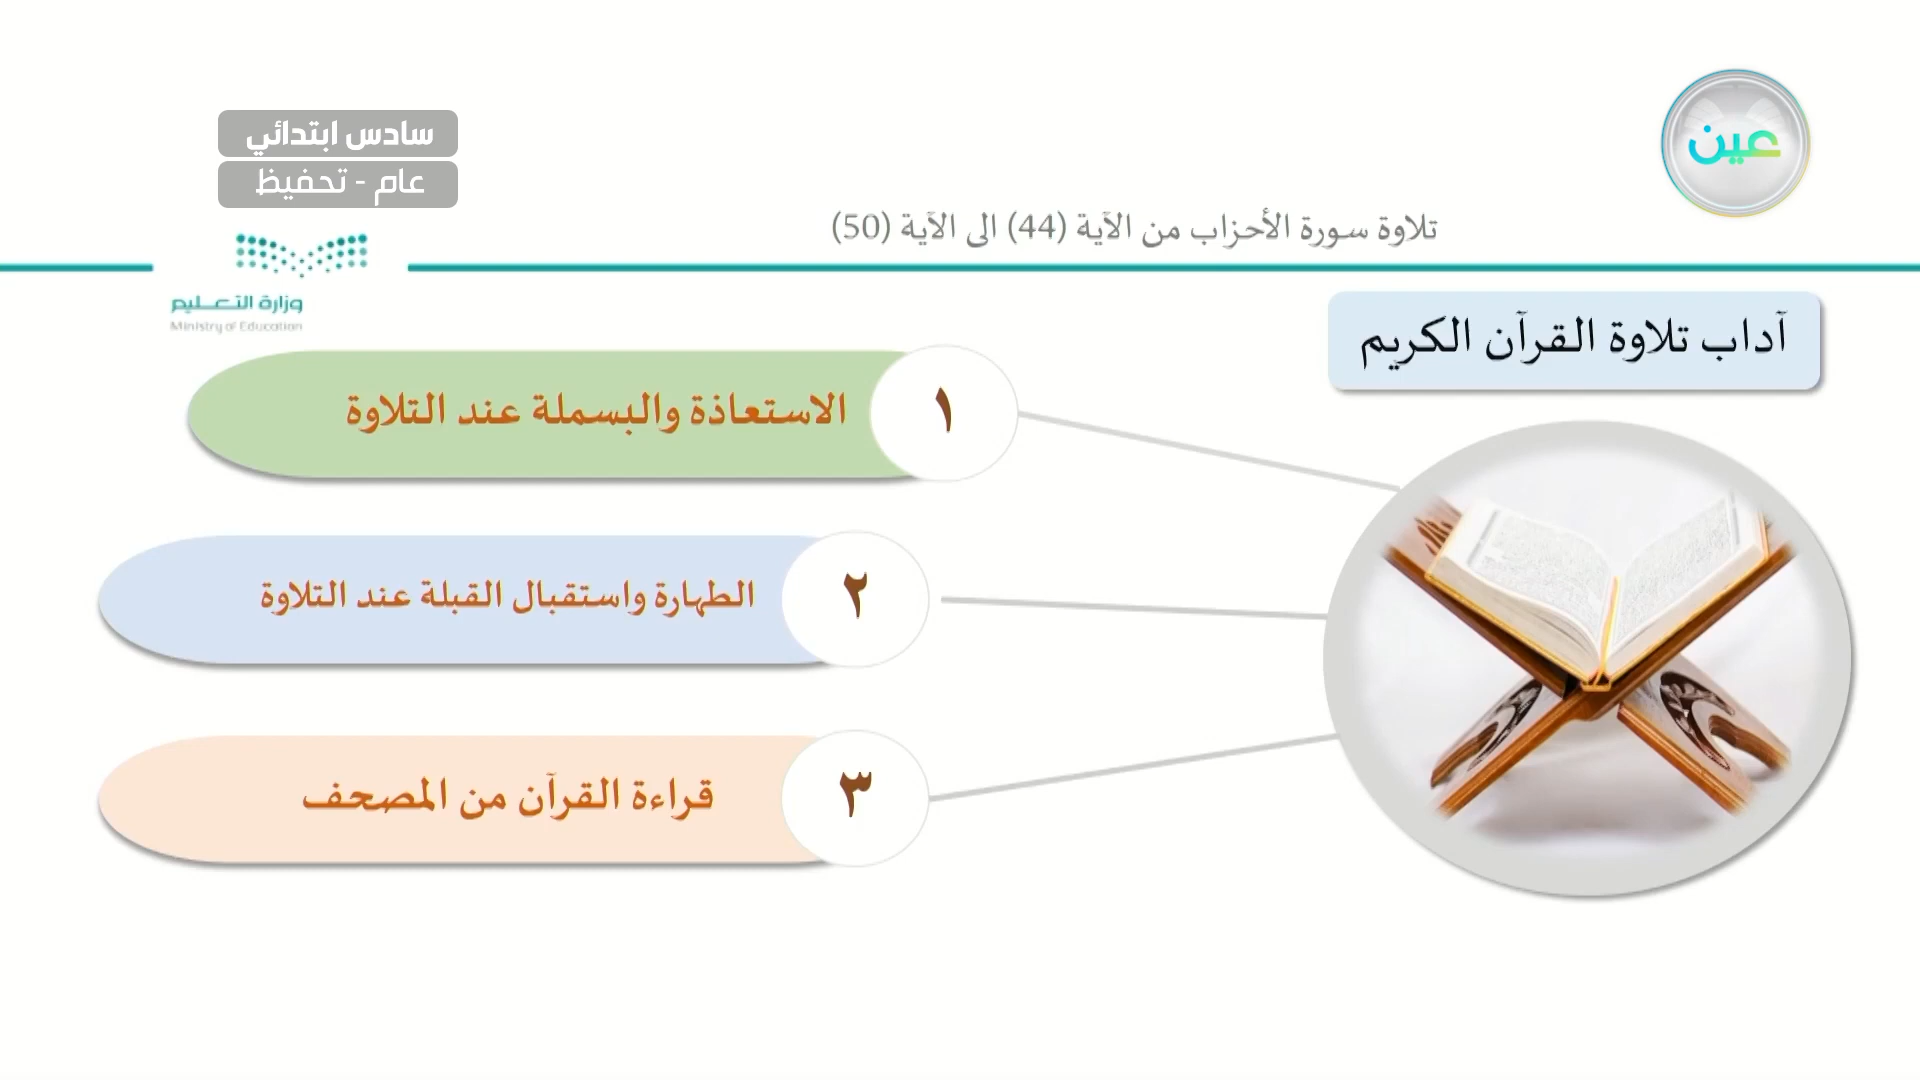 عين
سادس ابتدائي
عام - تحفيظ
تلاوة سورة الأحزاب من الآية (44) الى الآية (50)
وزارة التعليم
Ministry of Education
آداب تلاوة القرآن الكريم
١ الاستعاذة والبسملة عند التلاوة
٢ الطهارة واستقبال القبلة عند التلاوة
٣ قراءة القرآن من المصحف